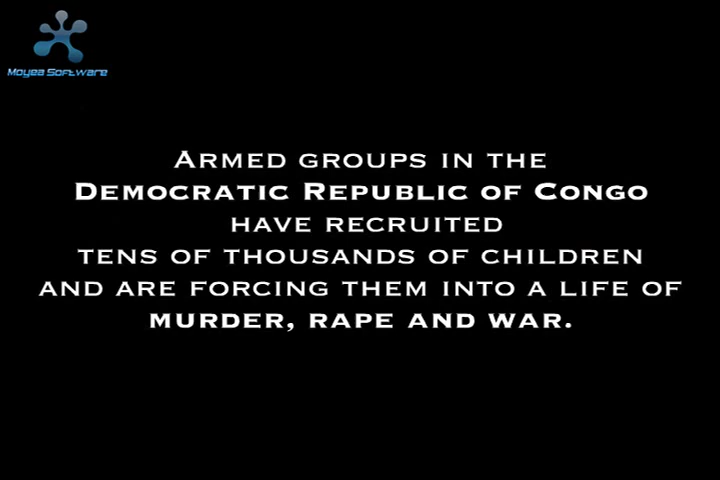 Moyea Software
ARMED GROUPS IN THE
DEMOCRATIC REPUBLIC OF CONGO
HAVE RECRUITED
TENS OF THOUSANDS OF CHILDREN
AND ARE FORCING THEM INTO A LIFE OF
MURDER, RAPE AND WAR.